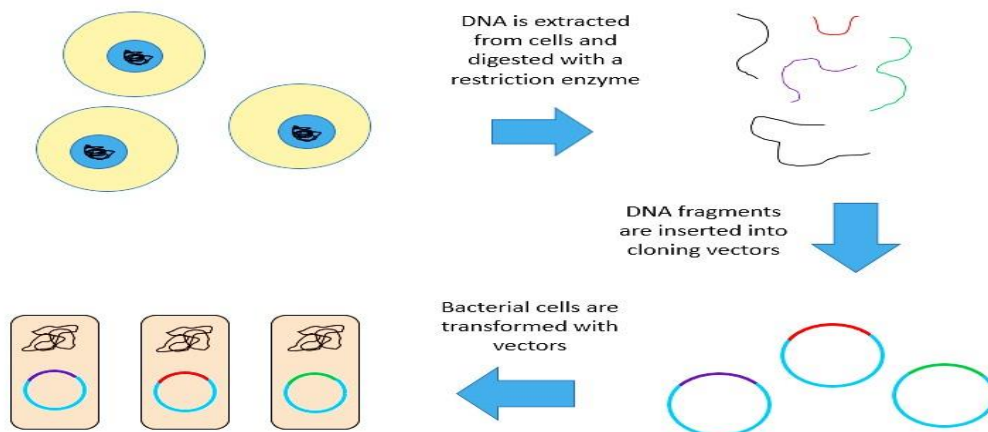 DNA is extracted
from cells and
digested with a
restriction enzyme
DNA fragments
are inserted into
cloning vectors
Bacterial cells are
transformed with
vectors